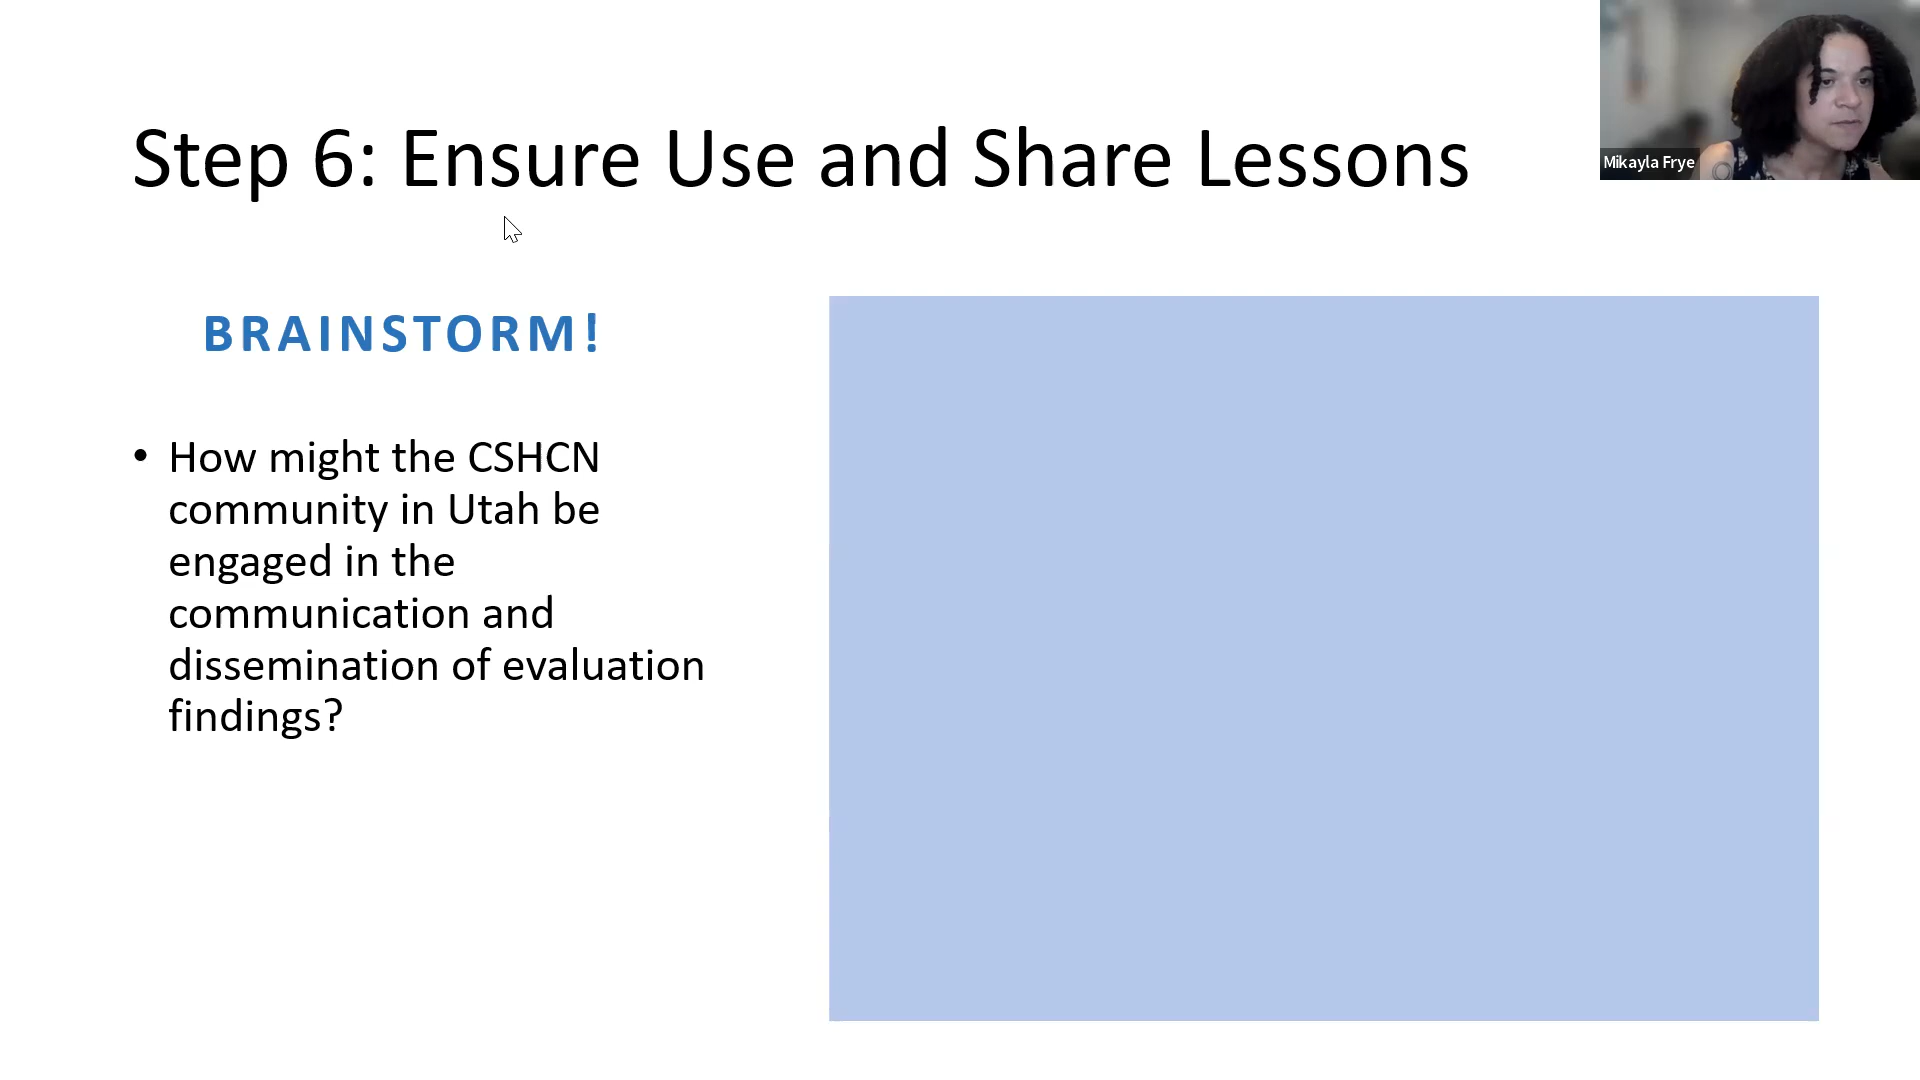 Step 6: Ensure Use and Share Lessons
Mikayla Frye
BRAINSTORM!
• How might the CSHCN
community in Utah be
engaged in the
communication and
dissemination of evaluation
findings?